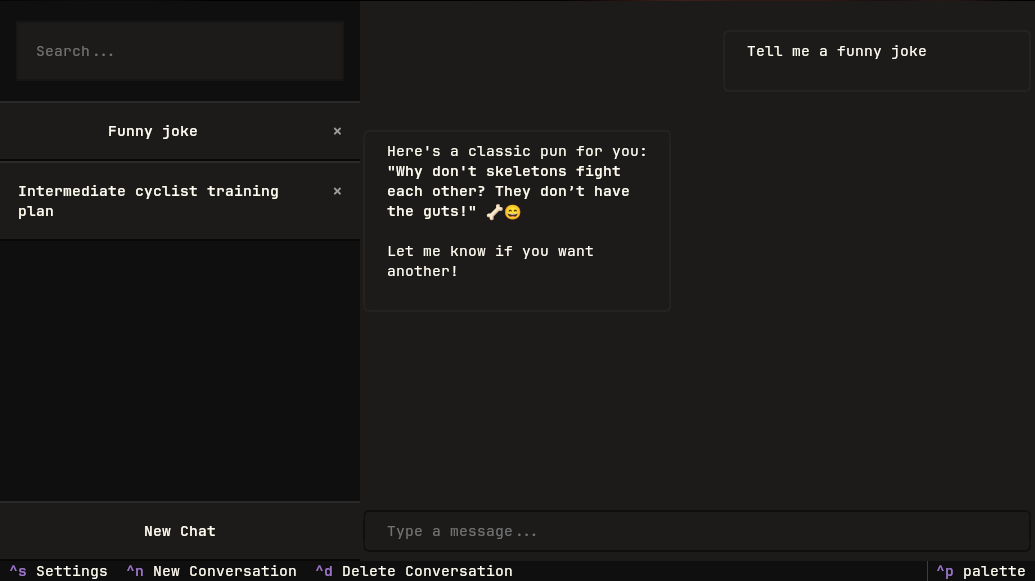 Search...
Funny joke ×
Intermediate cyclist training ×
plan
New Chat
Tell me a funny joke
Here's a classic pun for you:
"Why don't skeletons fight
each other? They don’t have
the guts!" 🦴😄
Let me know if you want
another!
Type a message...
^s Settings ^n New Conversation ^d Delete Conversation ^p palette